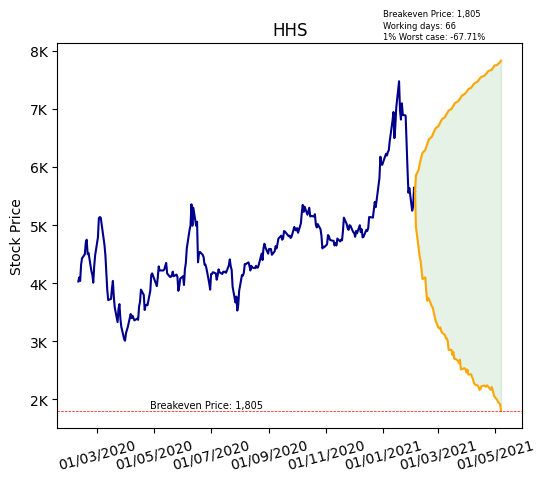 Breakeven Price: 1,805
Working days: 66
1% Worst case: -67.71%
HHS
8K
7K
6K
5K
4K
3K
2K
Stock Price
Breakeven Price: 1,805
01/03/2020 01/05/2020 01/07/2020 01/09/2020 01/11/2020 01/01/2021 01/03/2021 01/05/2021